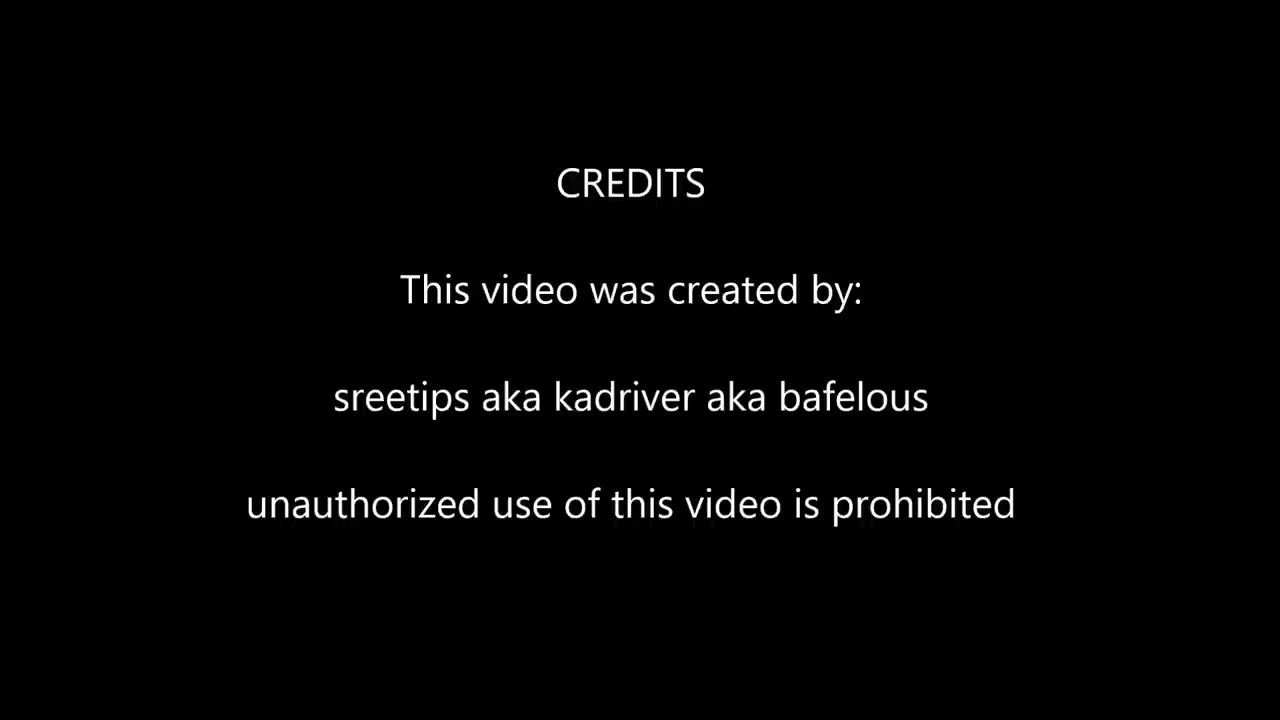 CREDITS
This video was created by:
sreetips aka kadriver aka bafelous
unauthorized use of this video is prohibited